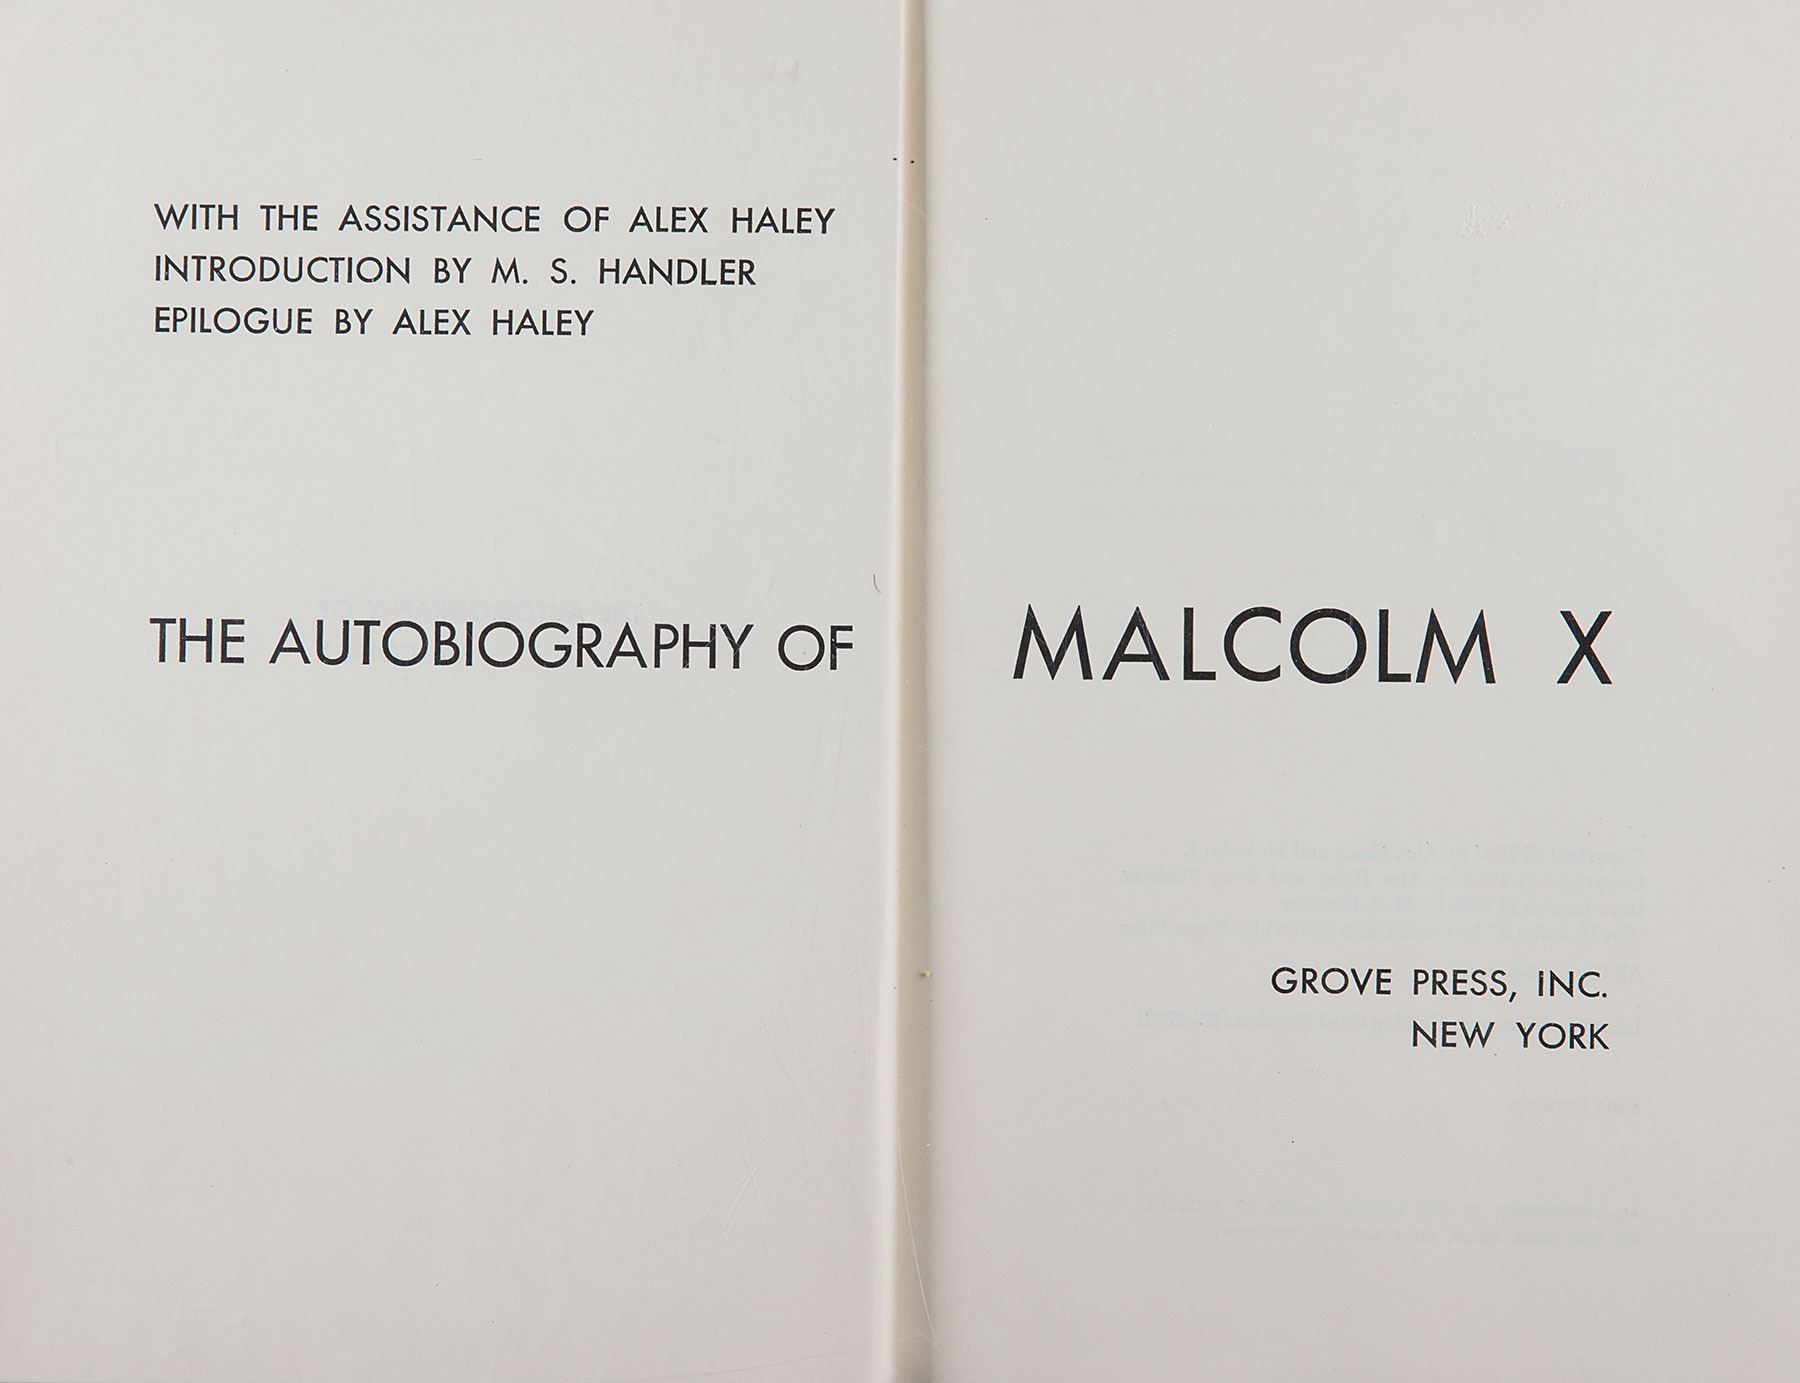 WITH THE ASSISTANCE OF ALEX HALEY
INTRODUCTION BY M. S. HANDLER
EPILOGUE BY ALEX HALEY
THE AUTOBIOGRAPHY OF MALCOLM X
GROVE PRESS, INC.
NEW YORK